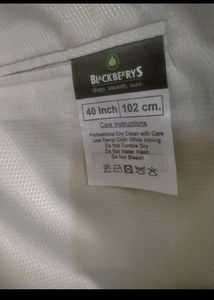 BLACKBERRYS
sharp. smooth. sure.
40 Inch 102 cm.
Care Instructions
Professional Dry Clean with Care
Use Damp Cloth While Ironing
Do Not Tumble Dry
Do Not Water Wash
Do Not Bleach